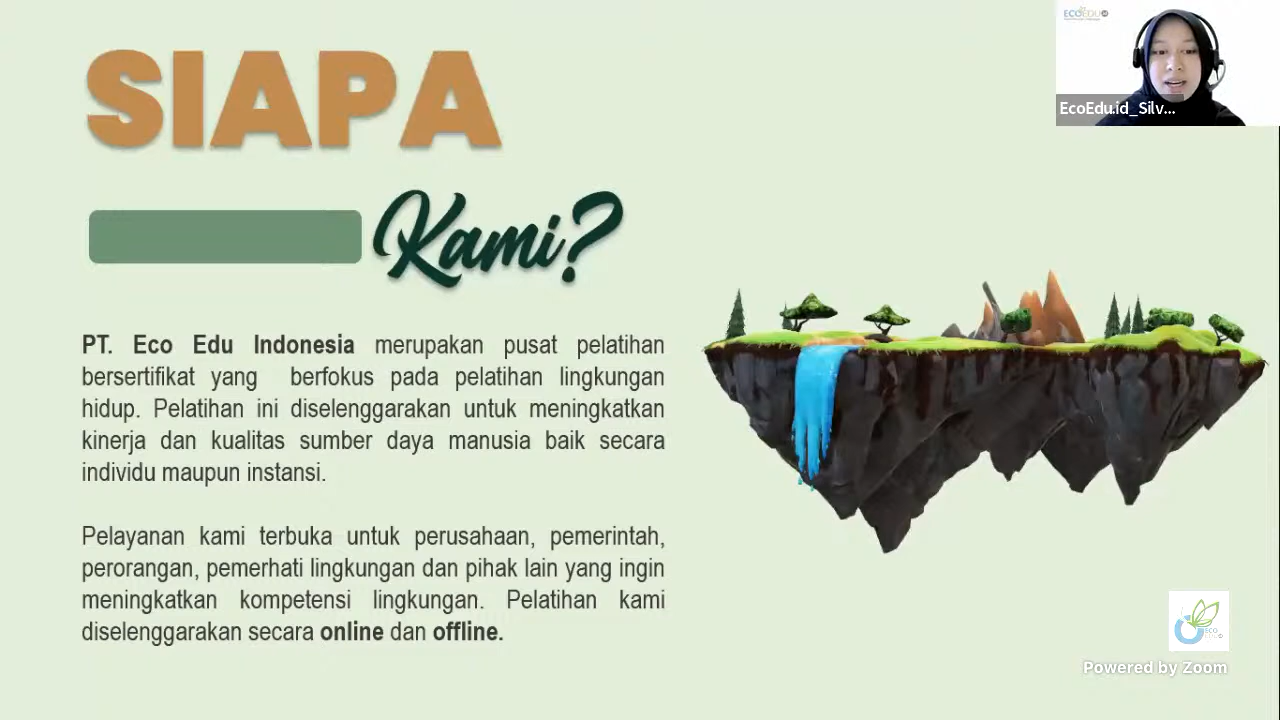 SIAPA
Kami?
PT. Eco Edu Indonesia merupakan pusat pelatihan
bersertifikat yang berfokus pada pelatihan lingkungan
hidup. Pelatihan ini diselenggarakan untuk meningkatkan
kinerja dan kualitas sumber daya manusia baik secara
individu maupun instansi.
Pelayanan kami terbuka untuk perusahaan, pemerintah,
perorangan, pemerhati lingkungan dan pihak lain yang ingin
meningkatkan kompetensi lingkungan. Pelatihan kami
diselenggarakan secara online dan offline.
ECOEDU
EcoEdu.id_Silv...
ECO
EDU
Powered by Zoom